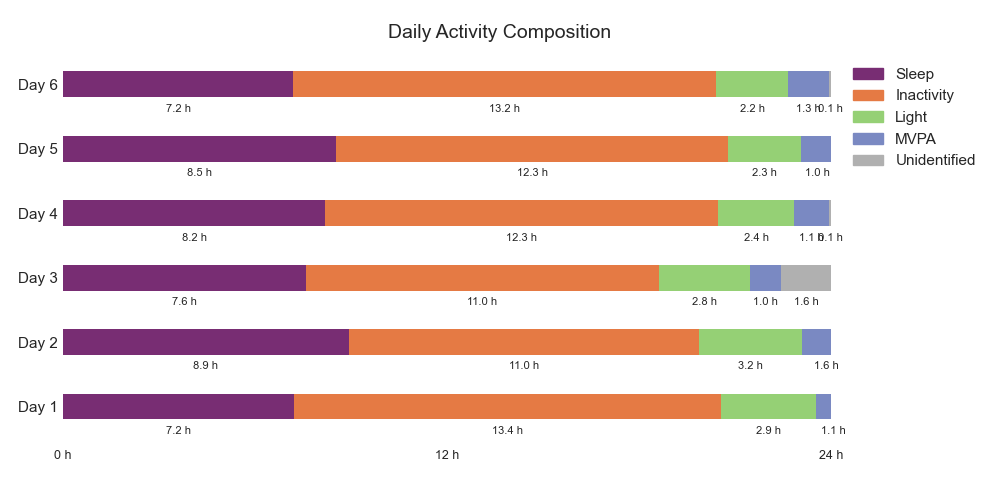 Daily Activity Composition
Day 6
7.2 h 13.2 h 2.2 h 1.3 h 0.1 h
Day 5
8.5 h 12.3 h 2.3 h 1.0 h
Day 4
8.2 h 12.3 h 2.4 h 1.1 h 0.1 h
Day 3
7.6 h 11.0 h 2.8 h 1.0 h 1.6 h
Day 2
8.9 h 11.0 h 3.2 h 1.6 h
Day 1
7.2 h 13.4 h 2.9 h 1.1 h
0 h 12 h 24 h
Sleep
Inactivity
Light
MVPA
Unidentified